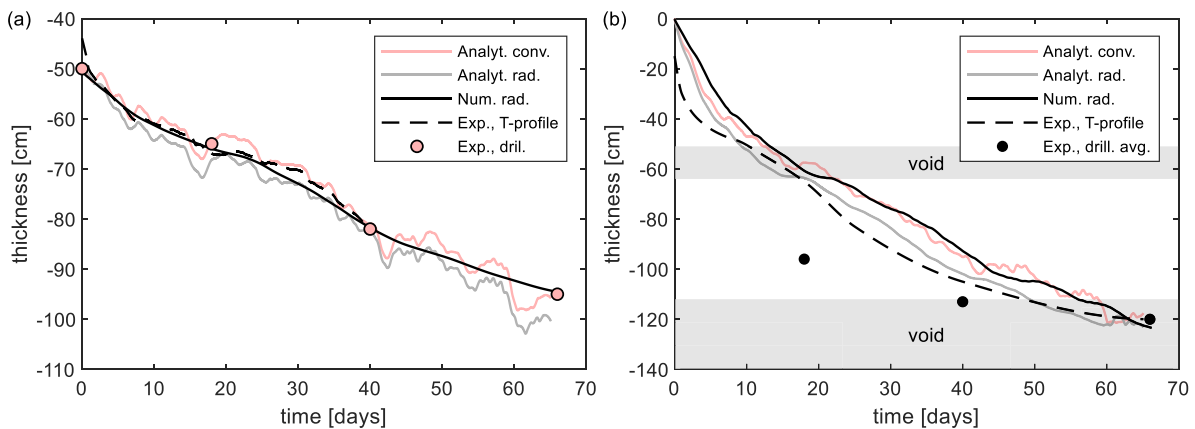 (a)
-40
-50
-60
-70
-80
-90
-100
-110
thickness [cm]
0
10
20
30
40
50
60
70
time [days]
Analyt. conv.
Analyt. rad.
Num. rad.
Exp., T-profile
Exp., dril.
(b)
0
-20
-40
-60
-80
-100
-120
-140
thickness [cm]
0
10
20
30
40
50
60
70
time [days]
Analyt. conv.
Analyt. rad.
Num. rad.
Exp., T-profile
Exp., drill. avg.
void
void